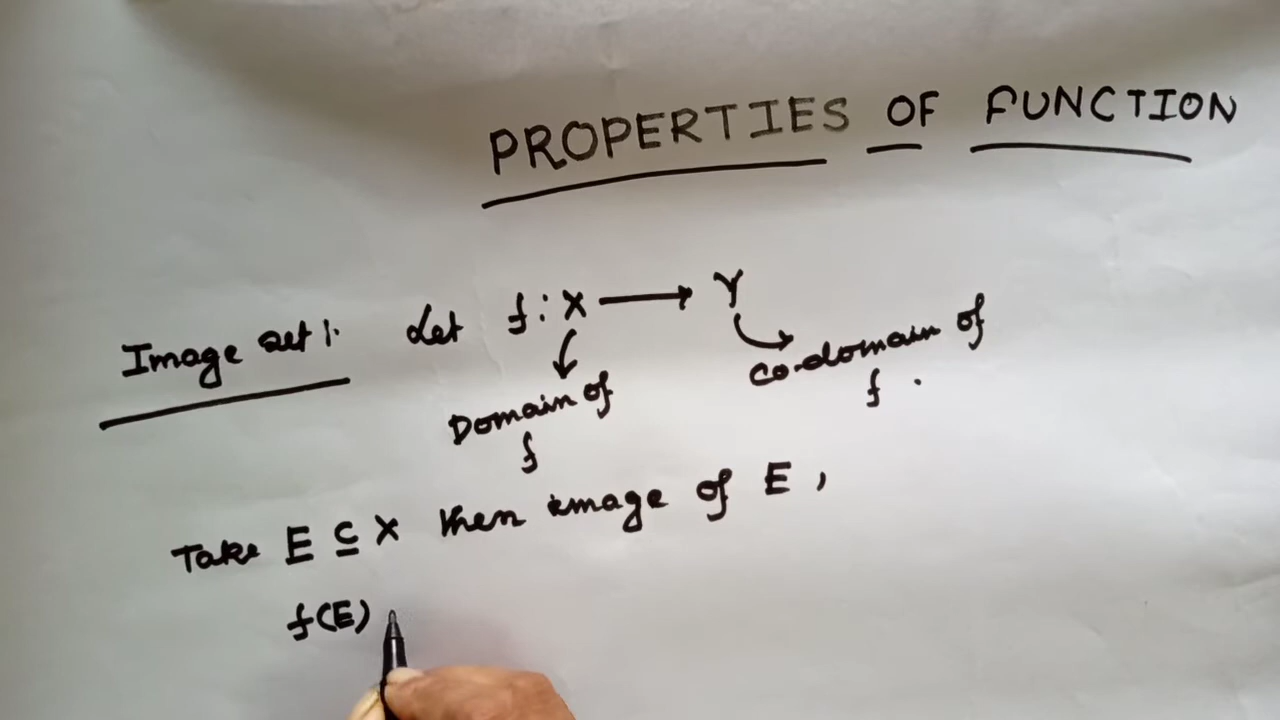 PROPERTIES OF FUNCTION
Image set :- Let f : X ⟶ Y
Domain of
f
Co-domain of
f .
Take E ⊆ X then image of E ,
f(E)